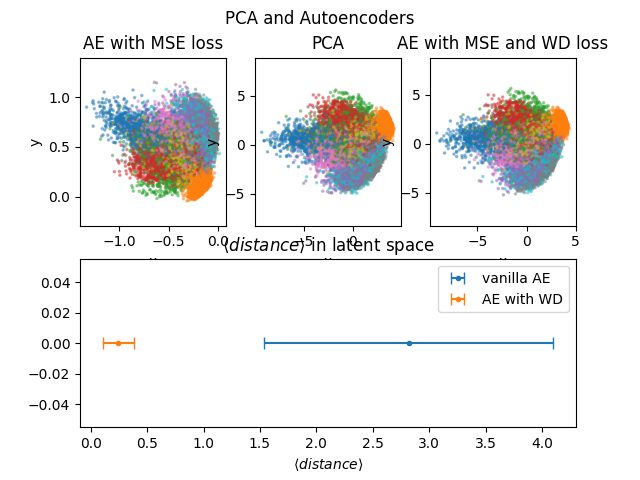 PCA and Autoencoders
AE with MSE loss
PCA
AE with MSE and WD loss
y
1.0
0.5
0.0
−1.0
−0.5
0.0
y
5
0
−5
−5
0
y
5
0
−5
−5
0
5
⟨distance⟩ in latent space
0.04
0.02
0.00
−0.02
−0.04
vanilla AE
AE with WD
0.0
0.5
1.0
1.5
2.0
2.5
3.0
3.5
4.0
⟨distance⟩